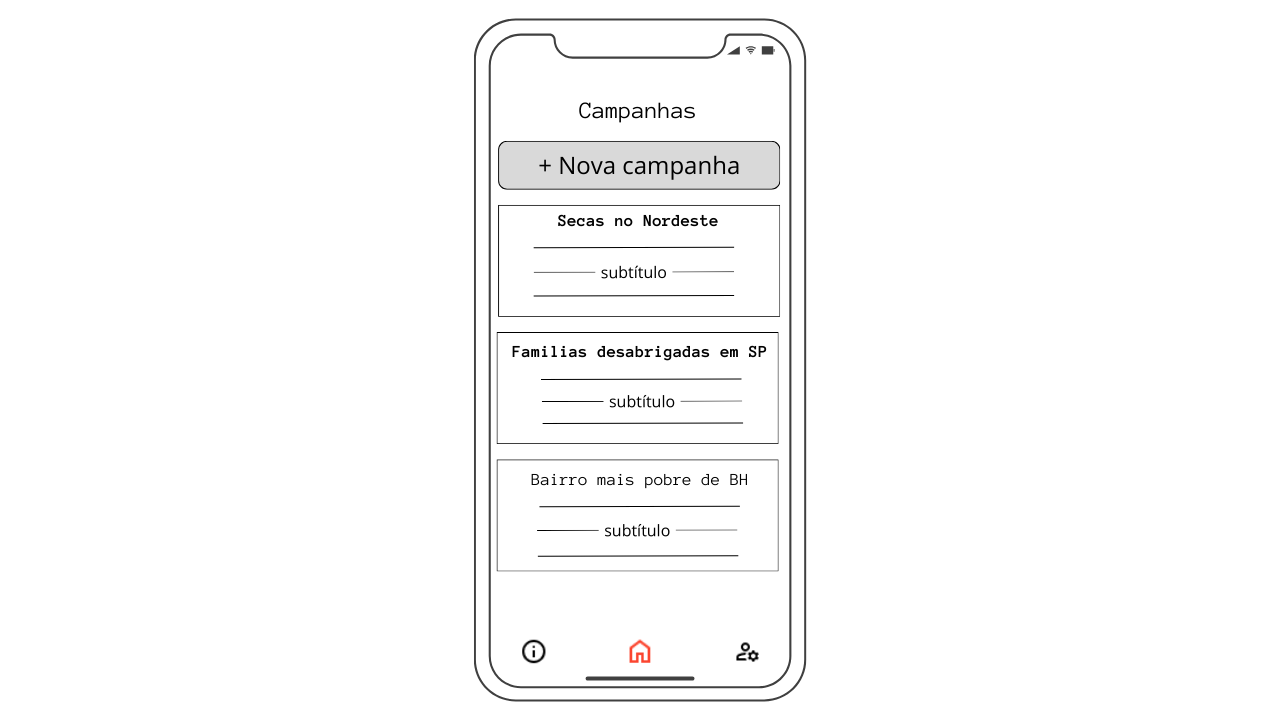 Campanhas
+ Nova campanha
Secas no Nordeste
subtítulo
Familias desabrigadas em SP
subtítulo
Bairro mais pobre de BH
subtítulo